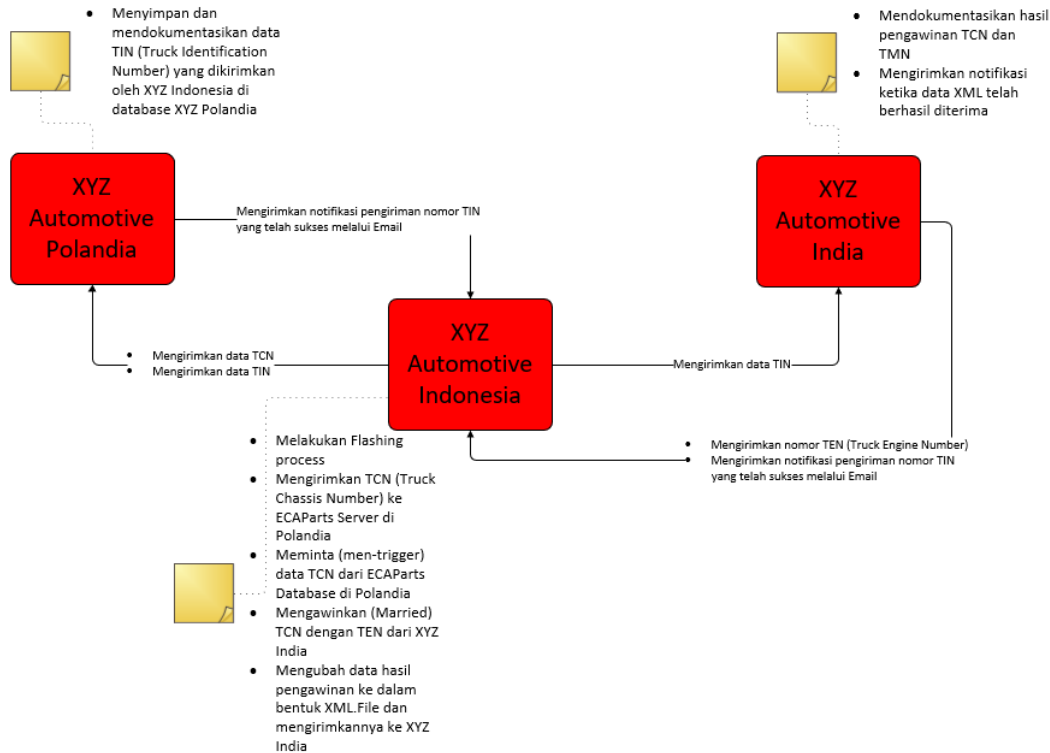 • Menyimpan dan
mendokumentasikan data
TIN (Truck Identification
Number) yang dikirimkan
oleh XYZ Indonesia di
database XYZ Polandia
• Mendokumentasikan hasil
pengawinan TCN dan
TMN
• Mengirimkan notifikasi
ketika data XML telah
berhasil diterima
XYZ
Automotive
Polandia
Mengirimkan notifikasi pengiriman nomor TIN
yang telah sukses melalui Email
XYZ
Automotive
India
• Mengirimkan data TCN
• Mengirimkan data TIN
XYZ
Automotive
Indonesia
Mengirimkan data TIN
• Mengirimkan nomor TEN (Truck Engine Number)
• Mengirimkan notifikasi pengiriman nomor TIN
yang telah sukses melalui Email
• Melakukan Flashing
process
• Mengirimkan TCN (Truck
Chassis Number) ke
ECAParts Server di
Polandia
• Meminta (men-trigger)
data TCN dari ECAParts
Database di Polandia
• Mengawinkan (Married)
TCN dengan TEN dari XYZ
India
• Mengubah data hasil
pengawinan ke dalam
bentuk XML.File dan
mengirimkannya ke XYZ
India